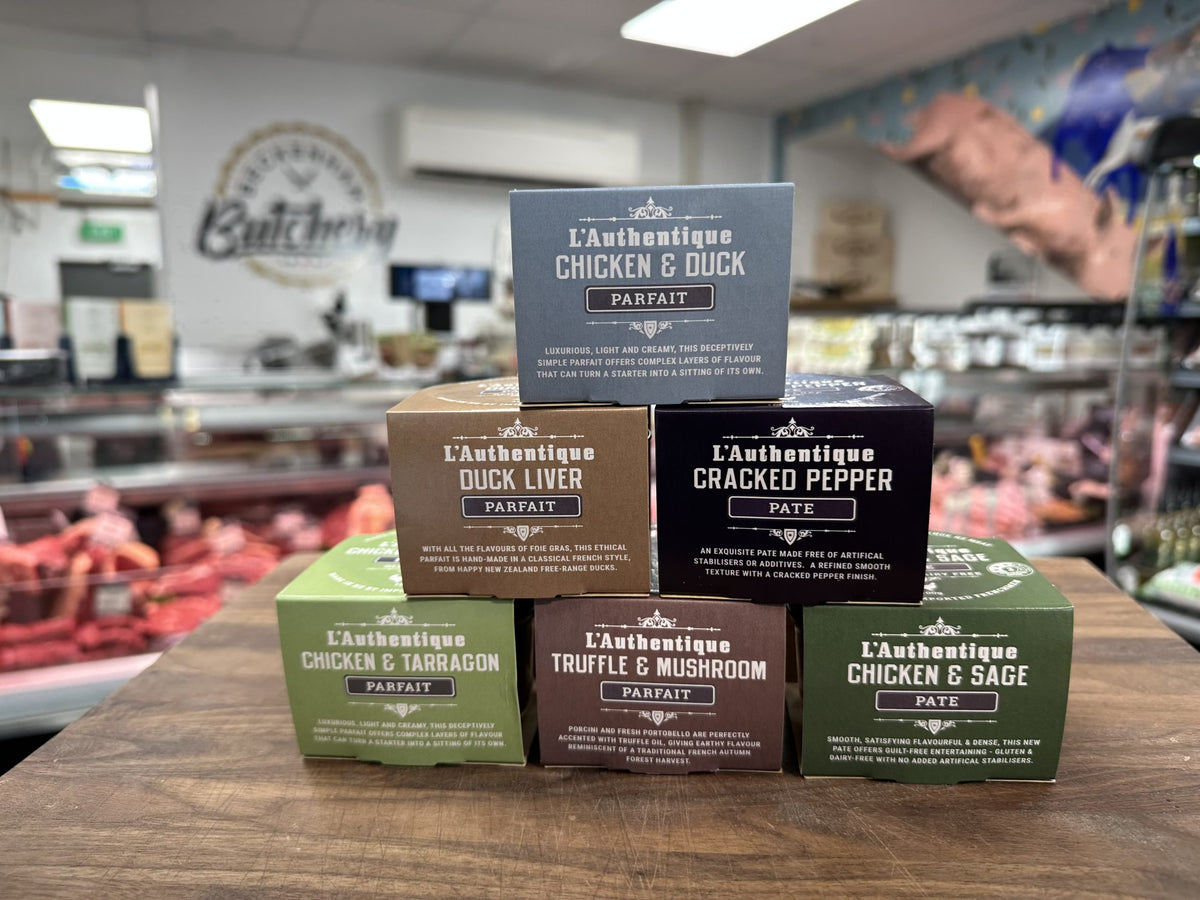 Butchery
L'Authentique
CHICKEN & DUCK
PARFAIT
LUXURIOUS, LIGHT AND CREAMY, THIS DECEPTIVELY
SIMPLE PARFAIT OFFERS COMPLEX LAYERS OF FLAVOUR
THAT CAN TURN A STARTER INTO A SITTING OF ITS OWN.
L'Authentique
DUCK LIVER
PARFAIT
WITH ALL THE FLAVOURS OF FOIE GRAS, THIS ETHICAL
PARFAIT IS HAND-MADE IN A CLASSICAL FRENCH STYLE,
FROM HAPPY NEW ZEALAND FREE-RANGE DUCKS.
PEPPER
L'Authentique
CRACKED PEPPER
PATE
AN EXQUISITE PATE MADE FREE OF ARTIFICAL
STABILISERS OR ADDITIVES. A REFINED SMOOTH
TEXTURE WITH A CRACKED PEPPER FINISH.
L'Authentique
CHICKEN & TARRAGON
PARFAIT
LUXURIOUS, LIGHT AND CREAMY, THIS DECEPTIVELY
SIMPLE PARFAIT OFFERS COMPLEX LAYERS OF FLAVOUR
THAT CAN TURN A STARTER INTO A SITTING OF ITS OWN.
L'Authentique
TRUFFLE & MUSHROOM
PARFAIT
PORCINI AND FRESH PORTOBELLO ARE PERFECTLY
ACCENTED WITH TRUFFLE OIL, GIVING EARTHY FLAVOUR
REMINISCENT OF A TRADITIONAL FRENCH AUTUMN
FOREST HARVEST.
SAGE
L'Authentique
CHICKEN & SAGE
PATE
SMOOTH, SATISFYING FLAVOURFUL & DENSE, THIS NEW
PATE OFFERS GUILT-FREE ENTERTAINING - GLUTEN &
DAIRY-FREE WITH NO ADDED ARTIFICAL STABILISERS.